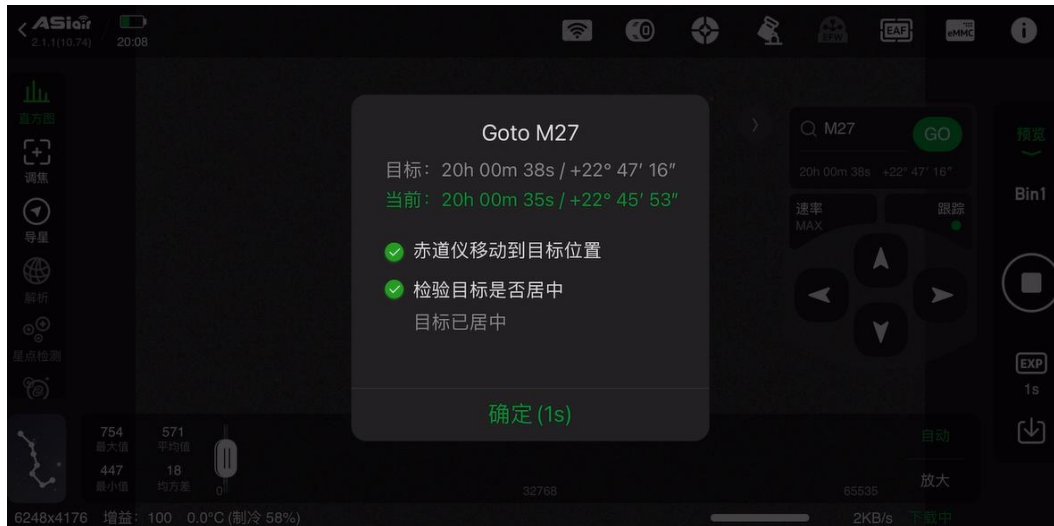 ASiair
2.1.1(10.74)
20:08
EFW
EAF
eMMC
直方图
调焦
导星
解析
星点检测
Goto M27
目标：20h 00m 38s / +22° 47′ 16″
当前：20h 00m 35s / +22° 45′ 53″
赤道仪移动到目标位置
检验目标是否居中
目标已居中
确定 (1s)
M27
GO
20h 00m 38s +22° 47′ 16″
速率
MAX
跟踪
预览
Bin1
EXP
1s
754
最大值
571
平均值
447
最小值
18
均方差
0
32768
65535
自动
放大
6248x4176 增益：100 0.0°C (制冷 58%)
2KB/s 下载中